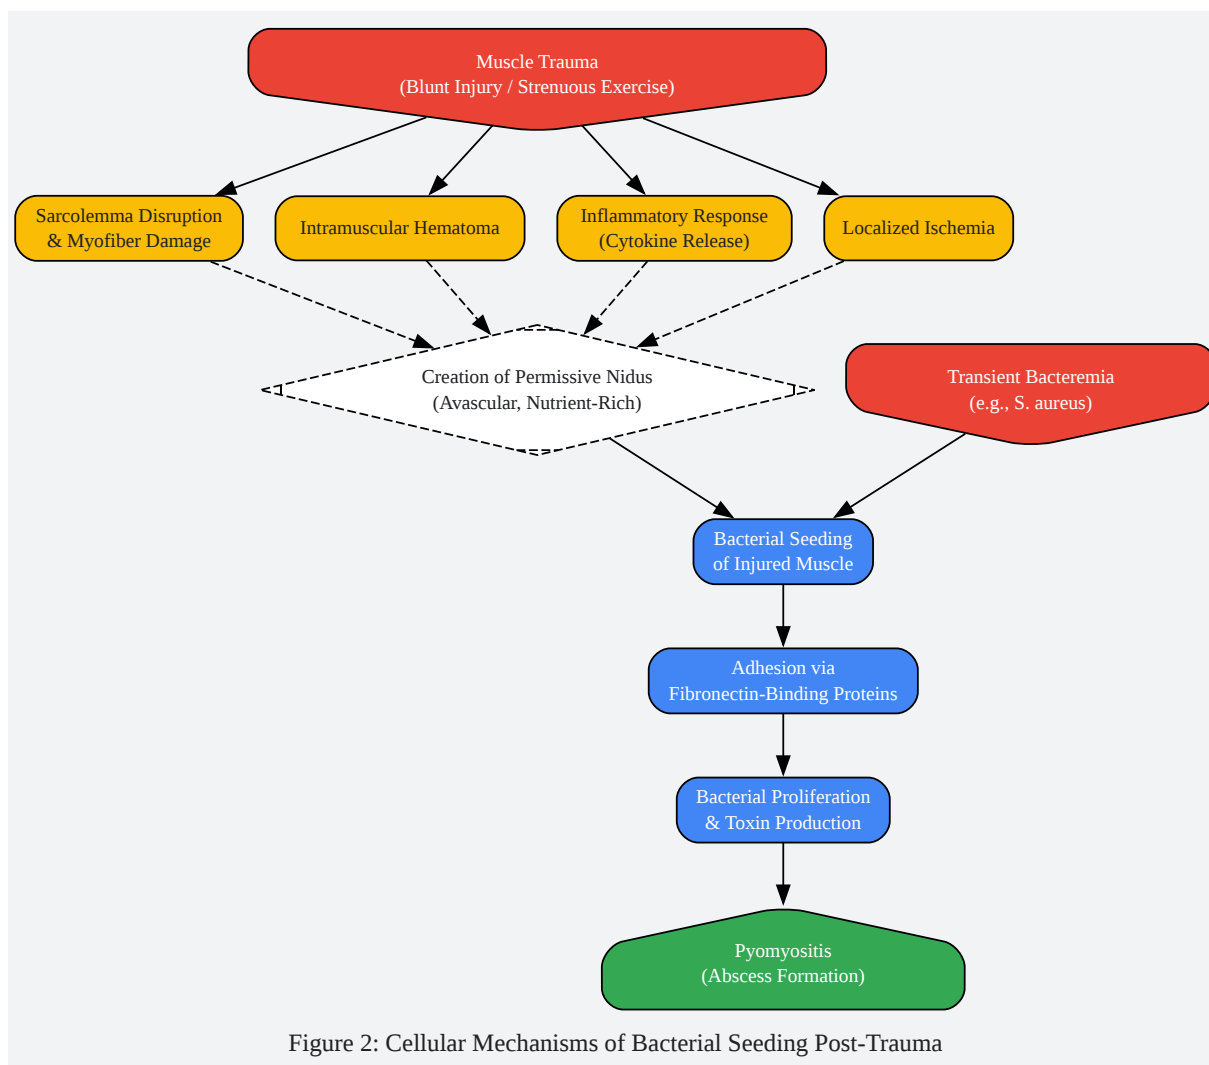 Muscle Trauma
(Blunt Injury / Strenuous Exercise)
Sarcolemma Disruption
& Myofiber Damage
Intramuscular Hematoma
Inflammatory Response
(Cytokine Release)
Localized Ischemia
Creation of Permissive Nidus
(Avascular, Nutrient-Rich)
Transient Bacteremia
(e.g., S. aureus)
Bacterial Seeding
of Injured Muscle
Adhesion via
Fibronectin-Binding Proteins
Bacterial Proliferation
& Toxin Production
Pyomyositis
(Abscess Formation)
Figure 2: Cellular Mechanisms of Bacterial Seeding Post-Trauma